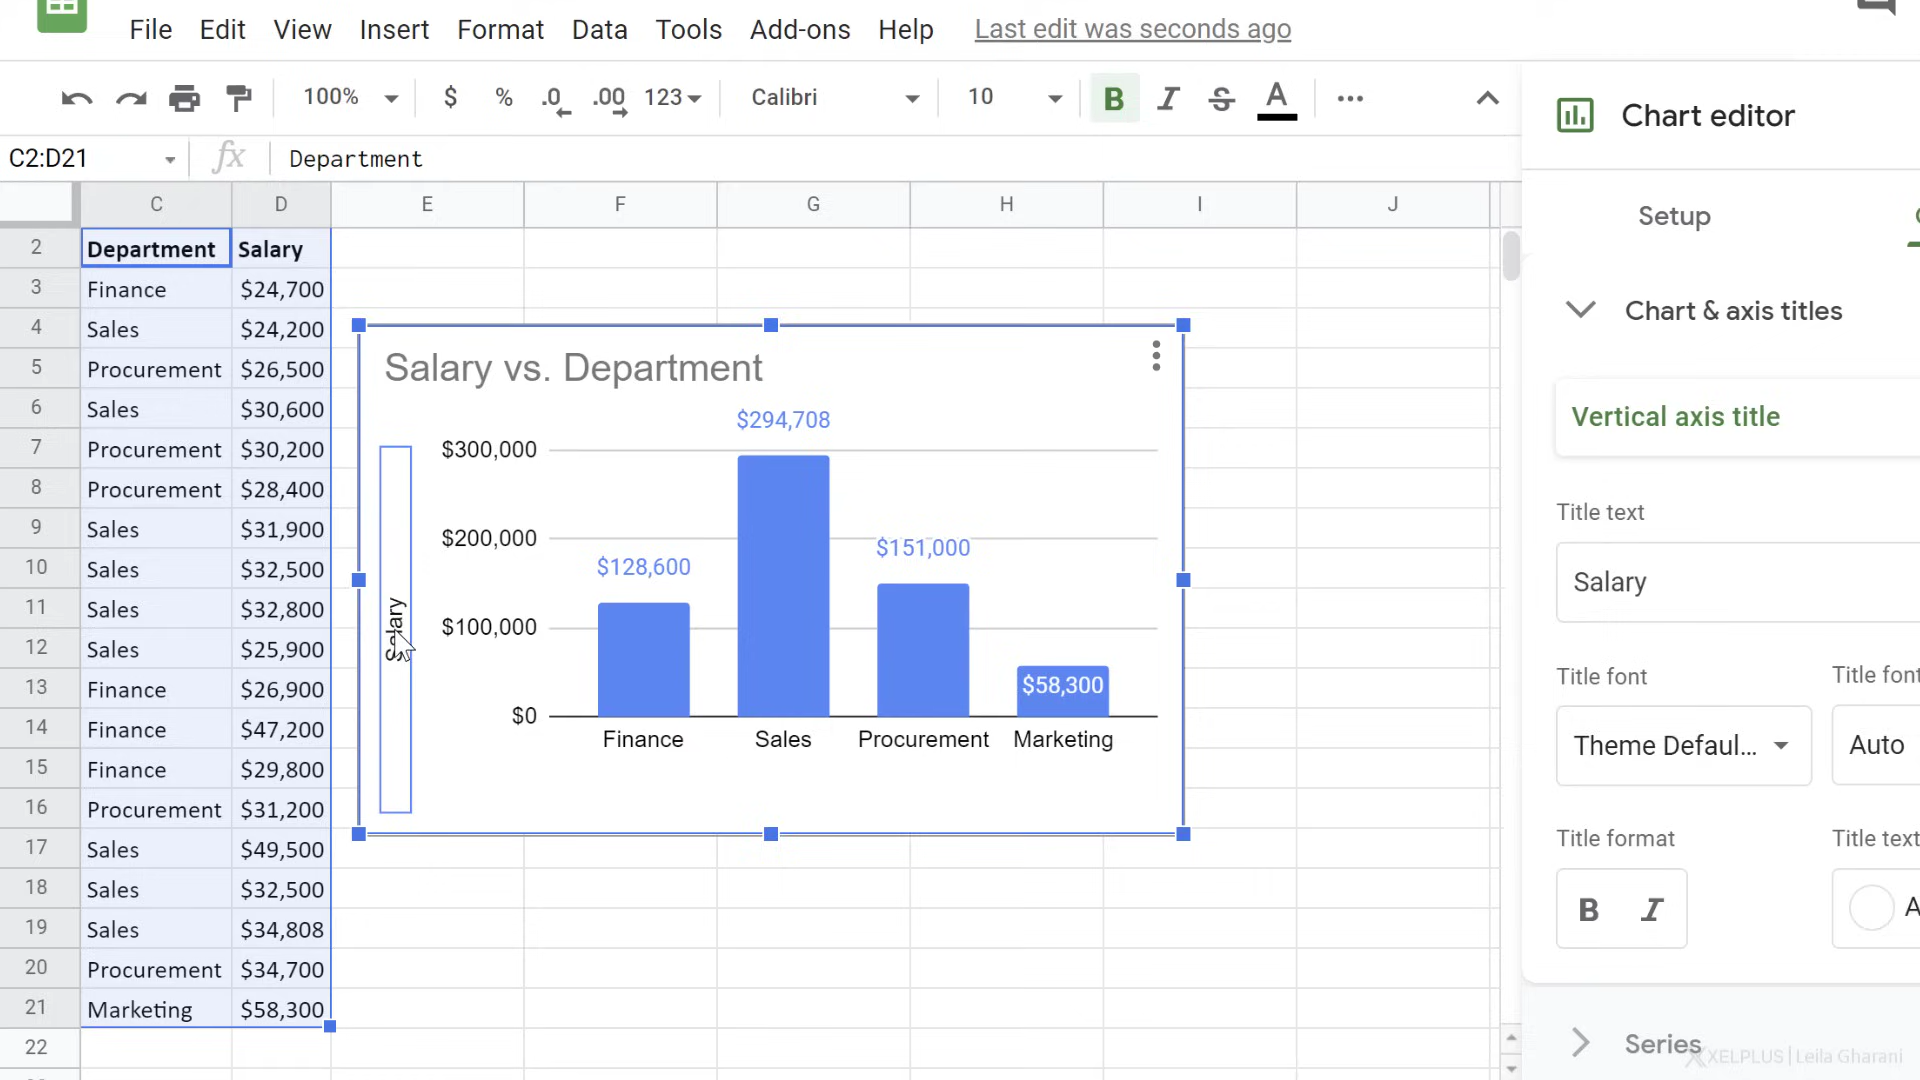 File Edit View Insert Format Data Tools Add-ons Help Last edit was seconds ago
100% $ % .0 .00 123 Calibri 10 B I S A
Chart editor
C2:D21 fx Department
C D E F G H I J
Setup
2 Department Salary
3 Finance $24,700
4 Sales $24,200
5 Procurement $26,500
6 Sales $30,600
7 Procurement $30,200
8 Procurement $28,400
9 Sales $31,900
10 Sales $32,500
11 Sales $32,800
12 Sales $25,900
13 Finance $26,900
14 Finance $47,200
15 Finance $29,800
16 Procurement $31,200
17 Sales $49,500
18 Sales $32,500
19 Sales $34,808
20 Procurement $34,700
21 Marketing $58,300
22
Salary vs. Department
Salary
$300,000
$200,000
$100,000
$0
$128,600
$294,708
$151,000
$58,300
Finance Sales Procurement Marketing
Chart & axis titles
Vertical axis title
Title text
Salary
Title font Title font
Theme Defaul... Auto
Title format Title text
B I A
Series
XELPLUS | Leila Gharani